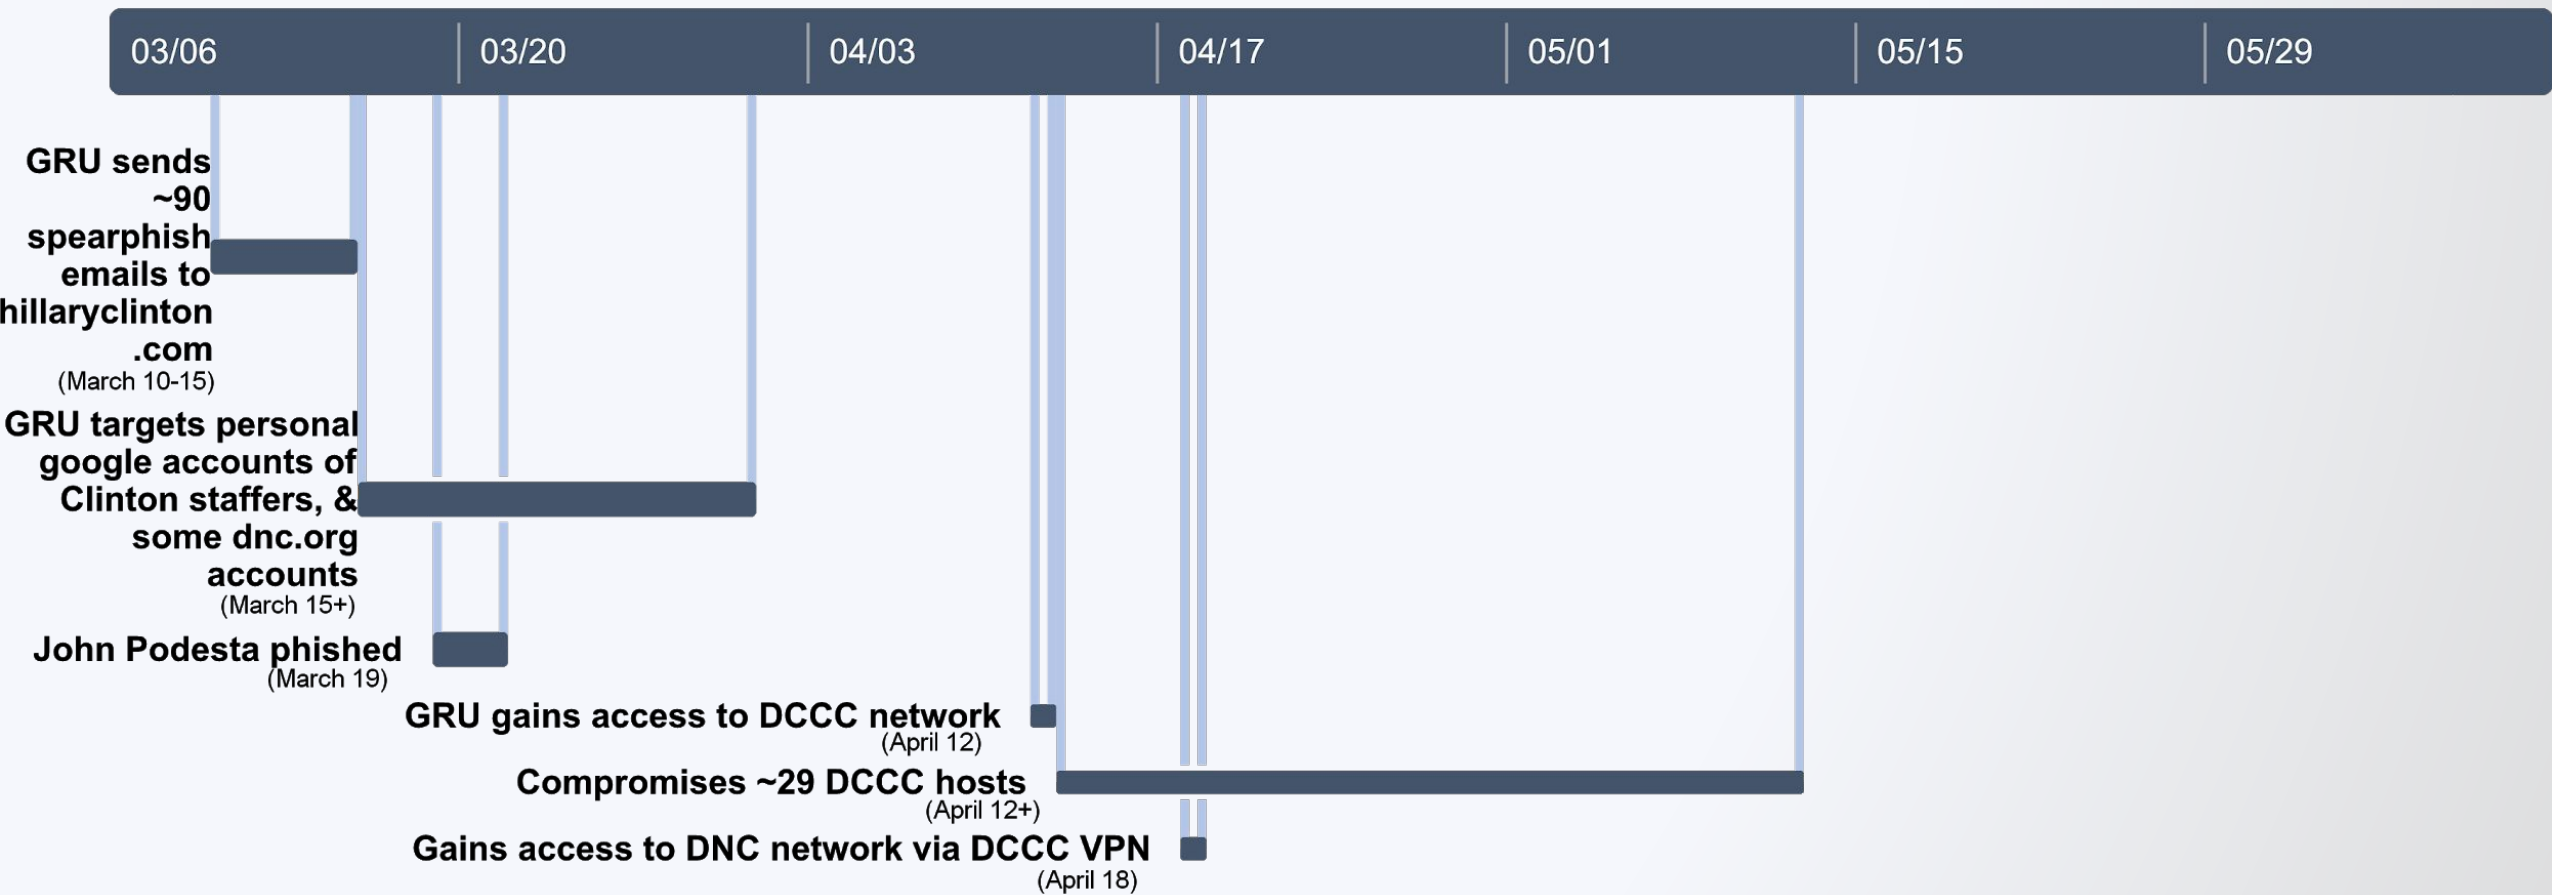 03/06 03/20 04/03 04/17 05/01 05/15 05/29
GRU sends
~90
spearphish
emails to
hillaryclinton
.com
(March 10-15)
GRU targets personal
google accounts of
Clinton staffers, &
some dnc.org
accounts
(March 15+)
John Podesta phished
(March 19)
GRU gains access to DCCC network
(April 12)
Compromises ~29 DCCC hosts
(April 12+)
Gains access to DNC network via DCCC VPN
(April 18)